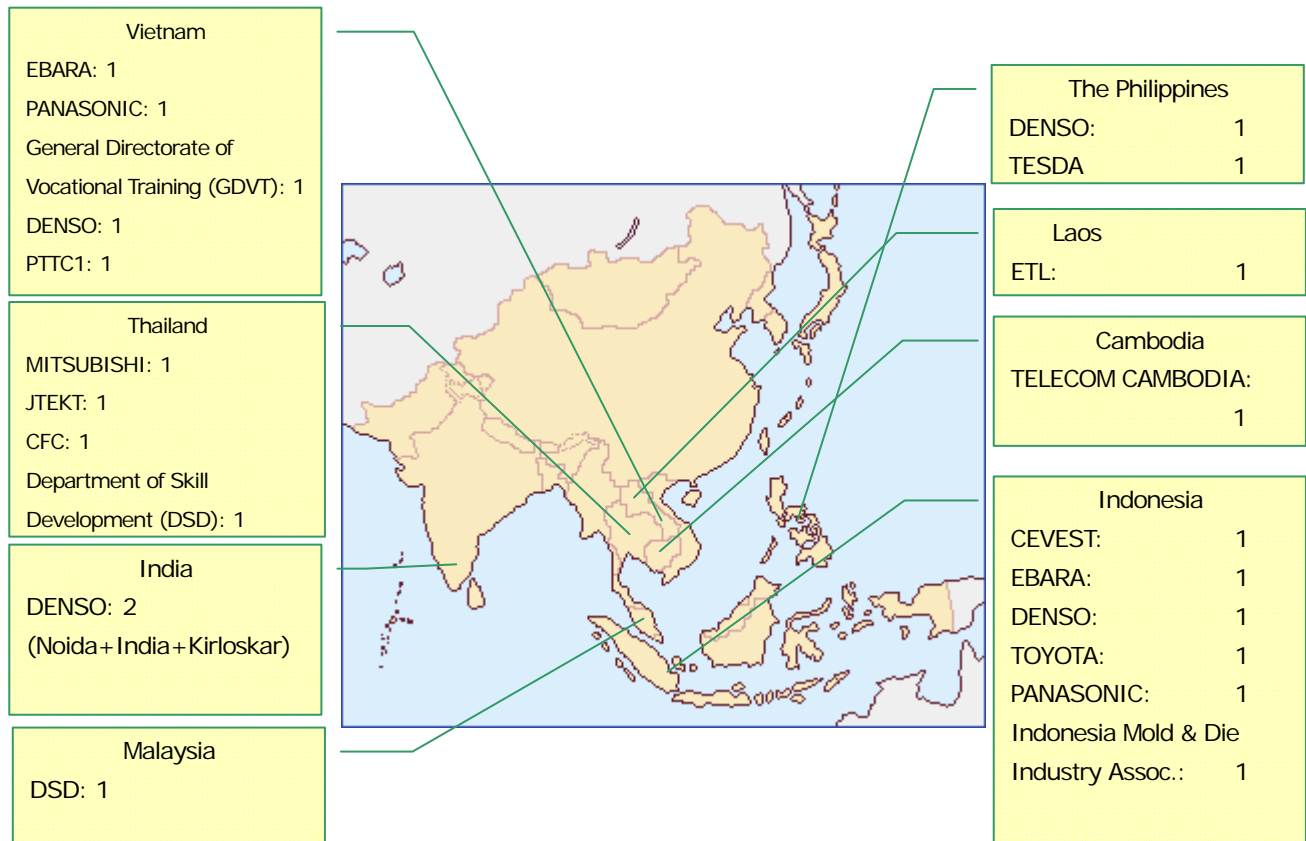 Vietnam
EBARA: 1
PANASONIC: 1
General Directorate of
Vocational Training (GDVT): 1
DENSO: 1
PTTC1: 1
Thailand
MITSUBISHI: 1
JTEKT: 1
CFC: 1
Department of Skill
Development (DSD): 1
India
DENSO: 2
(Noida+India+Kirloskar)
Malaysia
DSD: 1
The Philippines
DENSO: 1
TESDA 1
Laos
ETL: 1
Cambodia
TELECOM CAMBODIA:
1
Indonesia
CEVEST: 1
EBARA: 1
DENSO: 1
TOYOTA: 1
PANASONIC: 1
Indonesia Mold & Die
Industry Assoc.: 1